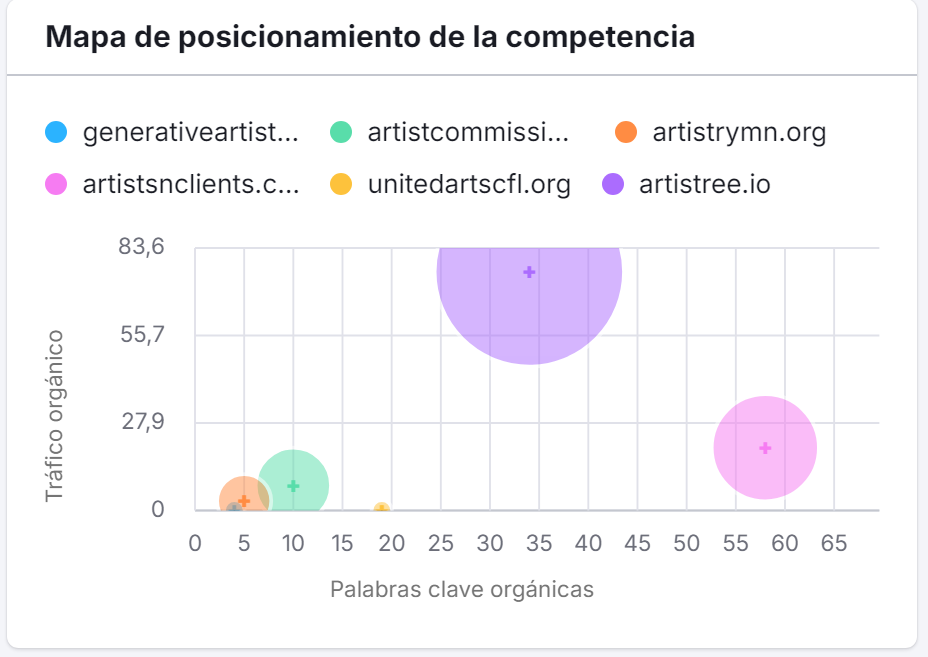 Mapa de posicionamiento de la competencia
generativeartist... artistcommissi... artistrymn.org
artistsnclients.c... unitedartscfl.org artistree.io
83,6
55,7
27,9
0
Tráfico orgánico
0 5 10 15 20 25 30 35 40 45 50 55 60 65
Palabras clave orgánicas